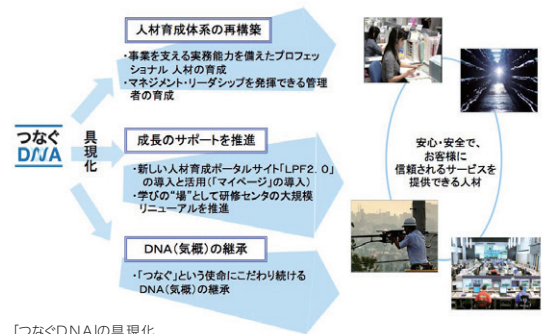 人材育成体系の再構築
・事業を支える実務能力を備えたプロフェッ
ショナル 人材の育成
・マネジメント・リーダシップを発揮できる管理
者の育成
つなぐ
DNA
具現化
成長のサポートを推進
・新しい人材育成ポータルサイト「LPF2.0」
の導入と活用(「マイページ」の導入)
・学びの“場”として研修センタの大規模
リニューアルを推進
安心・安全で、
お客様に
信頼されるサービスを
提供できる人材
DNA(気概)の継承
・「つなぐ」という使命にこだわり続ける
DNA(気概)の継承
「つなぐDNA」の具現化